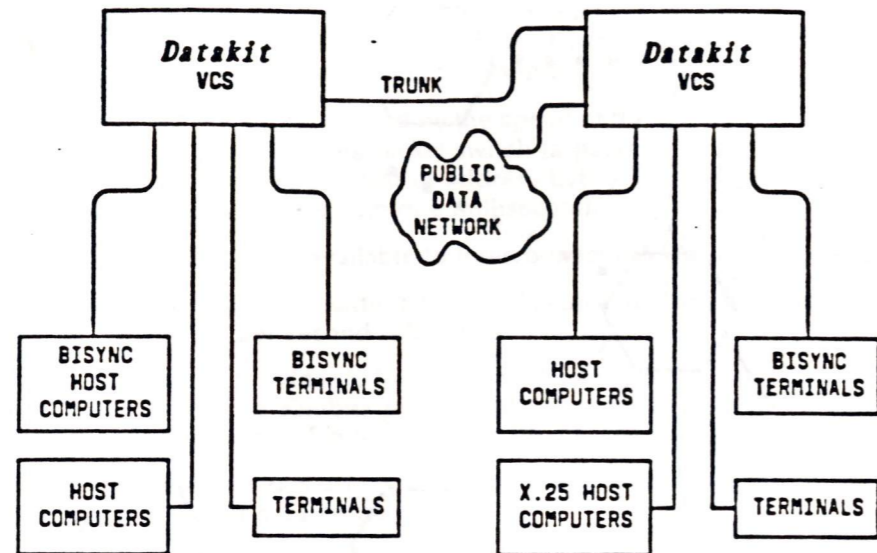 Datakit
VCS
TRUNK
Datakit
VCS
PUBLIC
DATA
NETWORK
BISYNC
HOST
COMPUTERS
BISYNC
TERMINALS
HOST
COMPUTERS
BISYNC
TERMINALS
HOST
COMPUTERS
TERMINALS
X.25 HOST
COMPUTERS
TERMINALS